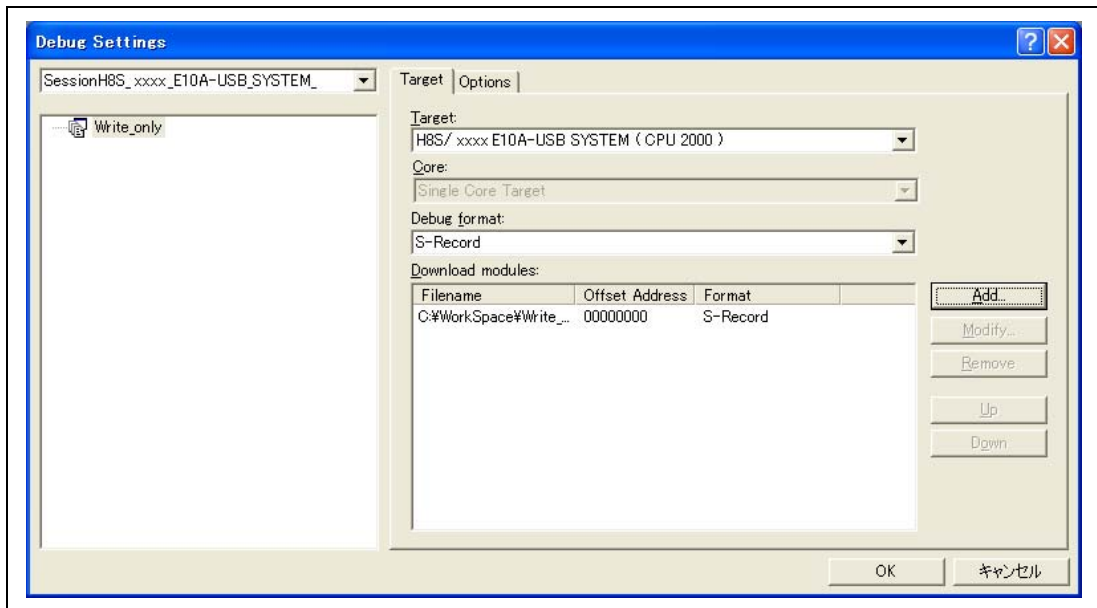 Debug Settings
SessionH8S_ xxxx_E10A-USB_SYSTEM_
Write_only
Target Options
Target:
H8S/ xxxx E10A-USB SYSTEM ( CPU 2000 )
Core:
Single Core Target
Debug format:
S-Record
Download modules:
Filename Offset Address Format
C:¥WorkSpace¥Write_... 00000000 S-Record
Add...
Modify...
Remove
Up
Down
OK キャンセル